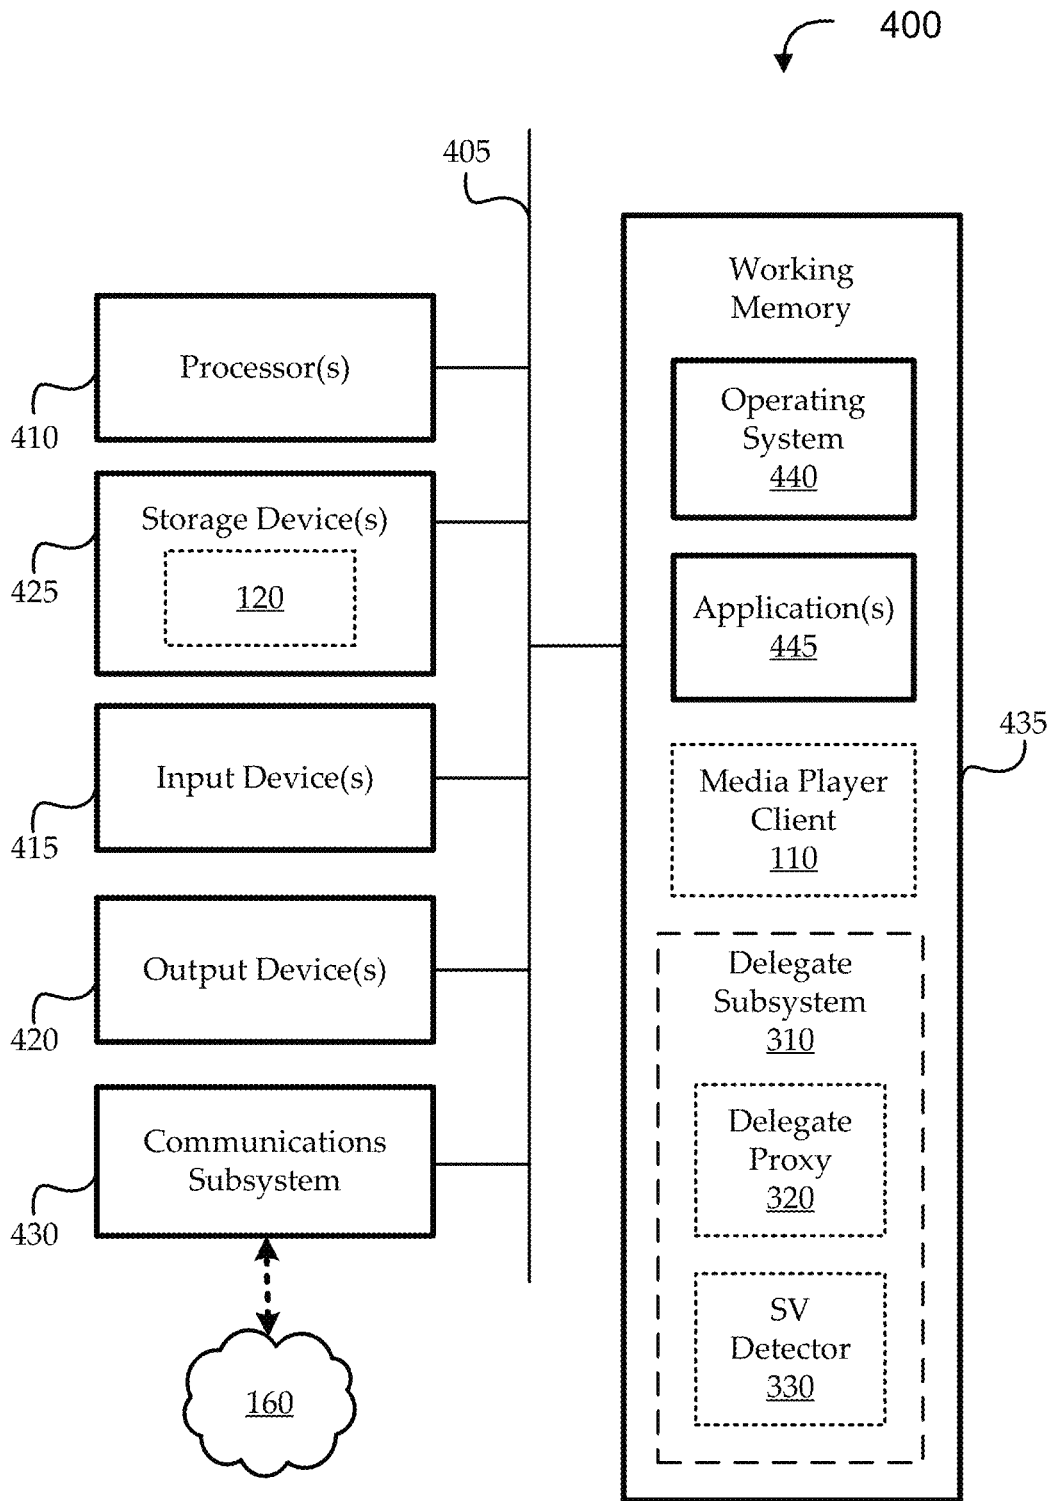 400
405
Processor(s)
410
Storage Device(s)
120
425
Input Device(s)
415
Output Device(s)
420
Communications
Subsystem
430
160
Working
Memory
Operating
System
440
Application(s)
445
435
Media Player
Client
110
Delegate
Subsystem
310
Delegate
Proxy
320
SV
Detector
330